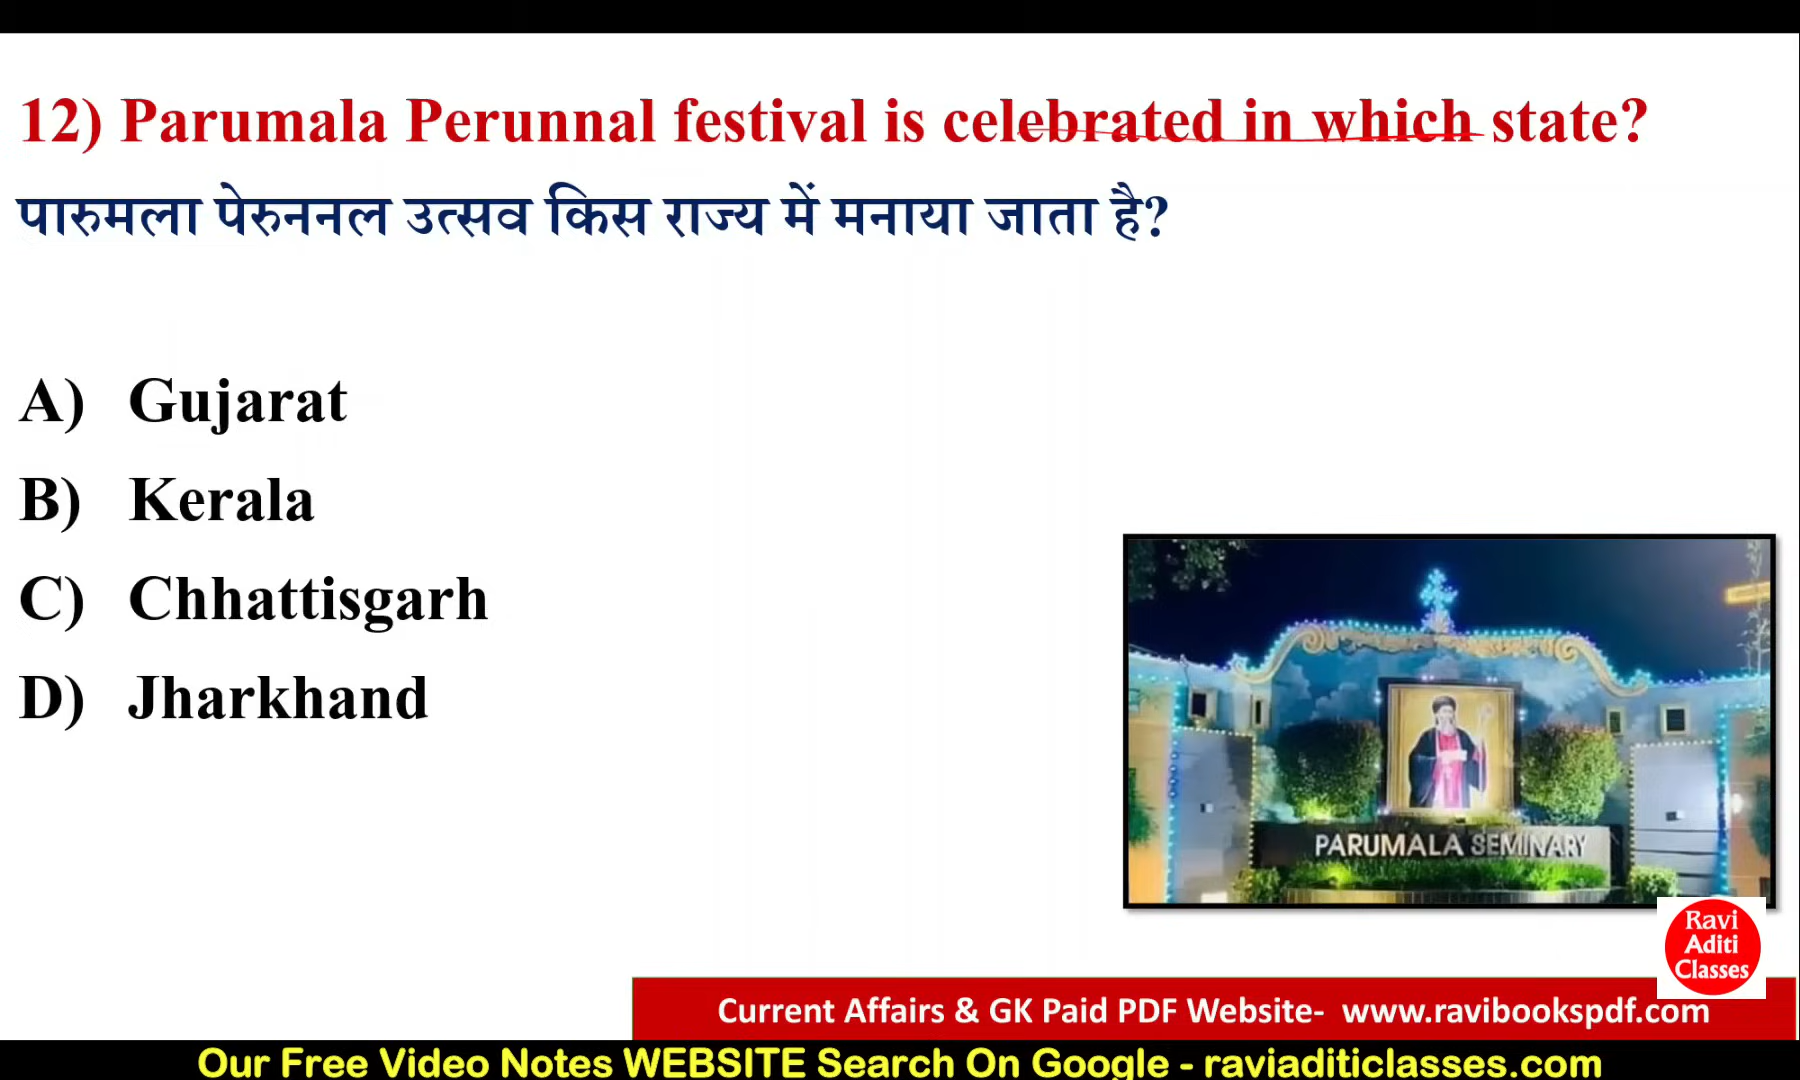 12) Parumala Perunnal festival is celebrated in which state?
पारुमला पेरुननल उत्सव किस राज्य में मनाया जाता है?
A) Gujarat
B) Kerala
C) Chhattisgarh
D) Jharkhand
PARUMALA SEMINARY
Ravi
Aditi
Classes
Current Affairs & GK Paid PDF Website- www.ravibookspdf.com
Our Free Video Notes WEBSITE Search On Google - raviaditiclasses.com